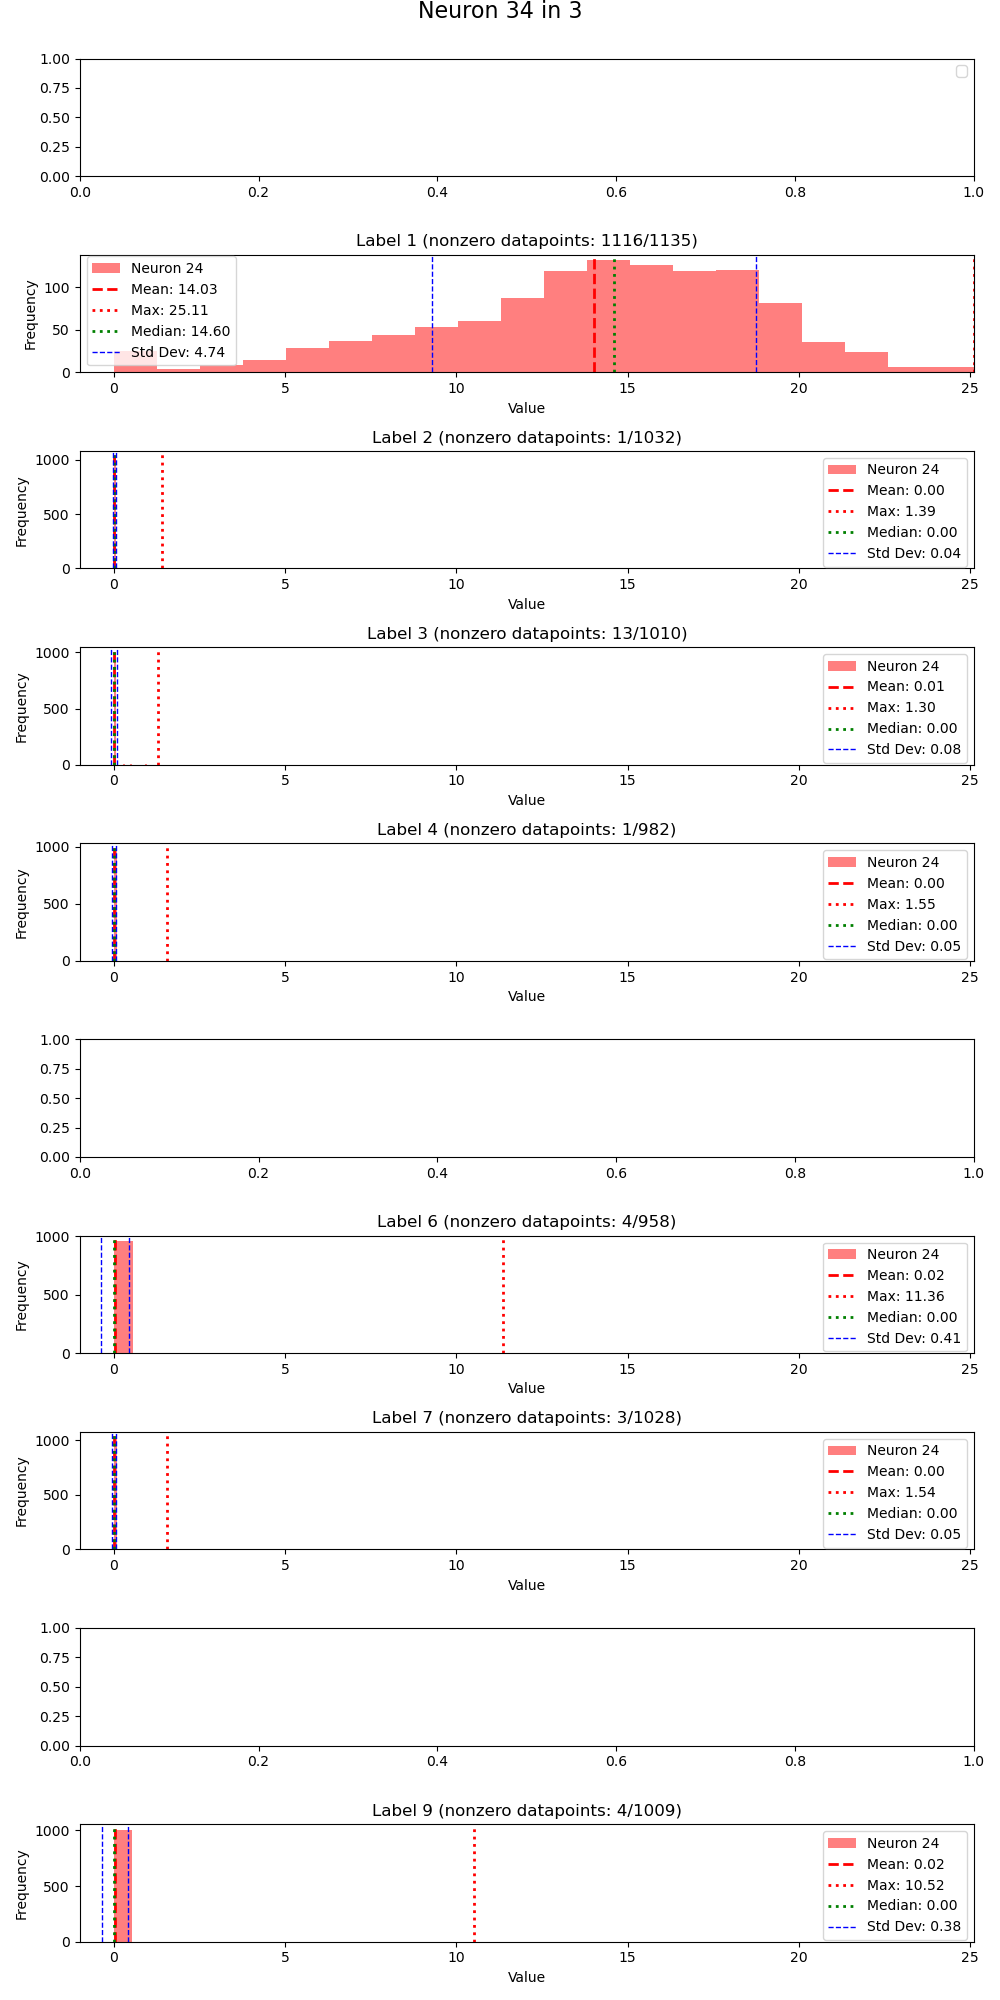 Neuron 34 in 3
1.00
0.75
0.50
0.25
0.00
0.0 0.2 0.4 0.6 0.8 1.0
Label 1 (nonzero datapoints: 1116/1135)
Frequency
100
50
0
Neuron 24
Mean: 14.03
Max: 25.11
Median: 14.60
Std Dev: 4.74
0 5 10 15 20 25
Value
Label 2 (nonzero datapoints: 1/1032)
Frequency
1000
500
0
Neuron 24
Mean: 0.00
Max: 1.39
Median: 0.00
Std Dev: 0.04
0 5 10 15 20 25
Value
Label 3 (nonzero datapoints: 13/1010)
Frequency
1000
500
0
Neuron 24
Mean: 0.01
Max: 1.30
Median: 0.00
Std Dev: 0.08
0 5 10 15 20 25
Value
Label 4 (nonzero datapoints: 1/982)
Frequency
1000
500
0
Neuron 24
Mean: 0.00
Max: 1.55
Median: 0.00
Std Dev: 0.05
0 5 10 15 20 25
Value
1.00
0.75
0.50
0.25
0.00
0.0 0.2 0.4 0.6 0.8 1.0
Label 6 (nonzero datapoints: 4/958)
Frequency
1000
500
0
Neuron 24
Mean: 0.02
Max: 11.36
Median: 0.00
Std Dev: 0.41
0 5 10 15 20 25
Value
Label 7 (nonzero datapoints: 3/1028)
Frequency
1000
500
0
Neuron 24
Mean: 0.00
Max: 1.54
Median: 0.00
Std Dev: 0.05
0 5 10 15 20 25
Value
1.00
0.75
0.50
0.25
0.00
0.0 0.2 0.4 0.6 0.8 1.0
Label 9 (nonzero datapoints: 4/1009)
Frequency
1000
500
0
Neuron 24
Mean: 0.02
Max: 10.52
Median: 0.00
Std Dev: 0.38
0 5 10 15 20 25
Value